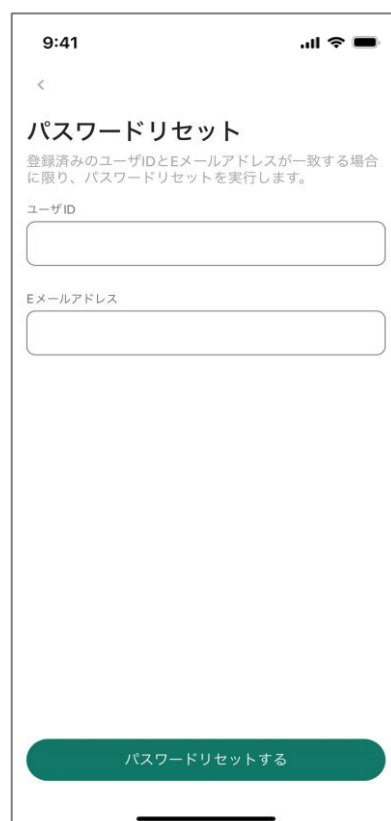 9:41
パスワードリセット
登録済みのユーザIDとEメールアドレスが一致する場合
に限り、パスワードリセットを実行します。
ユーザID
Eメールアドレス
パスワードリセットする